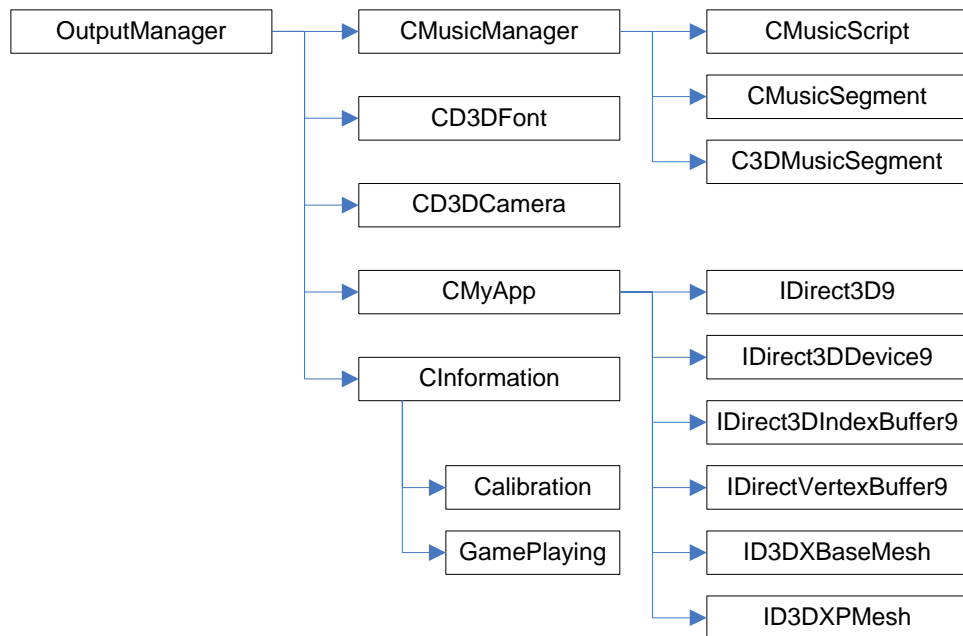 OutputManager
CMusicManager
CMusicScript
CMusicSegment
CD3DFont
C3DMusicSegment
CD3DCamera
CMyApp
IDirect3D9
IDirect3DDevice9
CInformation
IDirect3DIndexBuffer9
Calibration
IDirectVertexBuffer9
GamePlaying
ID3DXBaseMesh
ID3DXPMesh